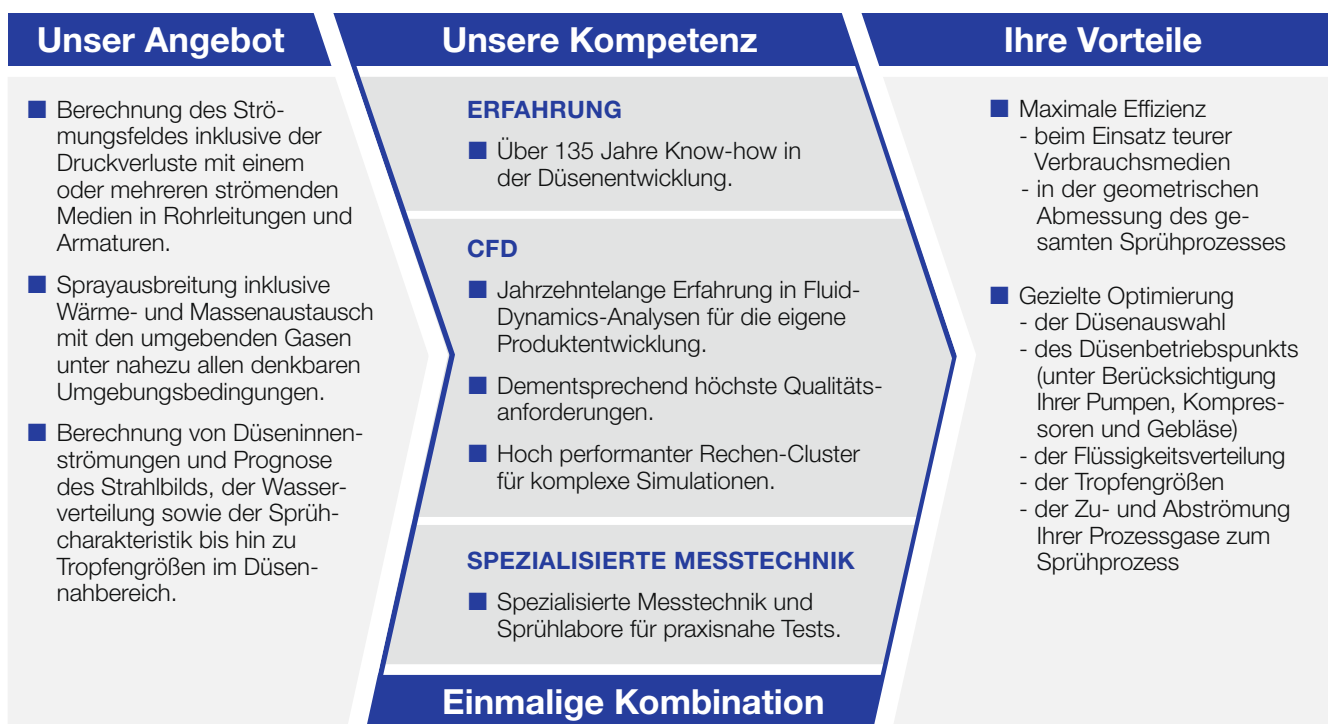 Unser Angebot
■ Berechnung des Strö-
mungsfeldes inklusive der
Druckverluste mit einem
oder mehreren strömenden
Medien in Rohrleitungen und
Armaturen.
■ Sprayausbreitung inklusive
Wärme- und Massenaustausch
mit den umgebenden Gasen
unter nahezu allen denkbaren
Umgebungsbedingungen.
■ Berechnung von Düseninnen-
strömungen und Prognose
des Strahlbilds, der Wasser-
verteilung sowie der Sprüh-
charakteristik bis hin zu
Tropfengrößen im Düsen-
nahbereich.
Unsere Kompetenz
ERFAHRUNG
■ Über 135 Jahre Know-how in
der Düsenentwicklung.
CFD
■ Jahrzehntelange Erfahrung in Fluid-
Dynamics-Analysen für die eigene
Produktentwicklung.
■ Dementsprechend höchste Qualitäts-
anforderungen.
■ Hoch performanter Rechen-Cluster
für komplexe Simulationen.
SPEZIALISIERTE MESSTECHNIK
■ Spezialisierte Messtechnik und
Sprühlabore für praxisnahe Tests.
Einmalige Kombination
Ihre Vorteile
■ Maximale Effizienz
- beim Einsatz teurer
Verbrauchsmedien
- in der geometrischen
Abmessung des ge-
samten Sprühprozesses
■ Gezielte Optimierung
- der Düsenauswahl
- des Düsenbetriebspunkts
(unter Berücksichtigung
Ihrer Pumpen, Kompres-
soren und Gebläse)
- der Flüssigkeitsverteilung
- der Tropfengrößen
- der Zu- und Abströmung
Ihrer Prozessgase zum
Sprühprozess